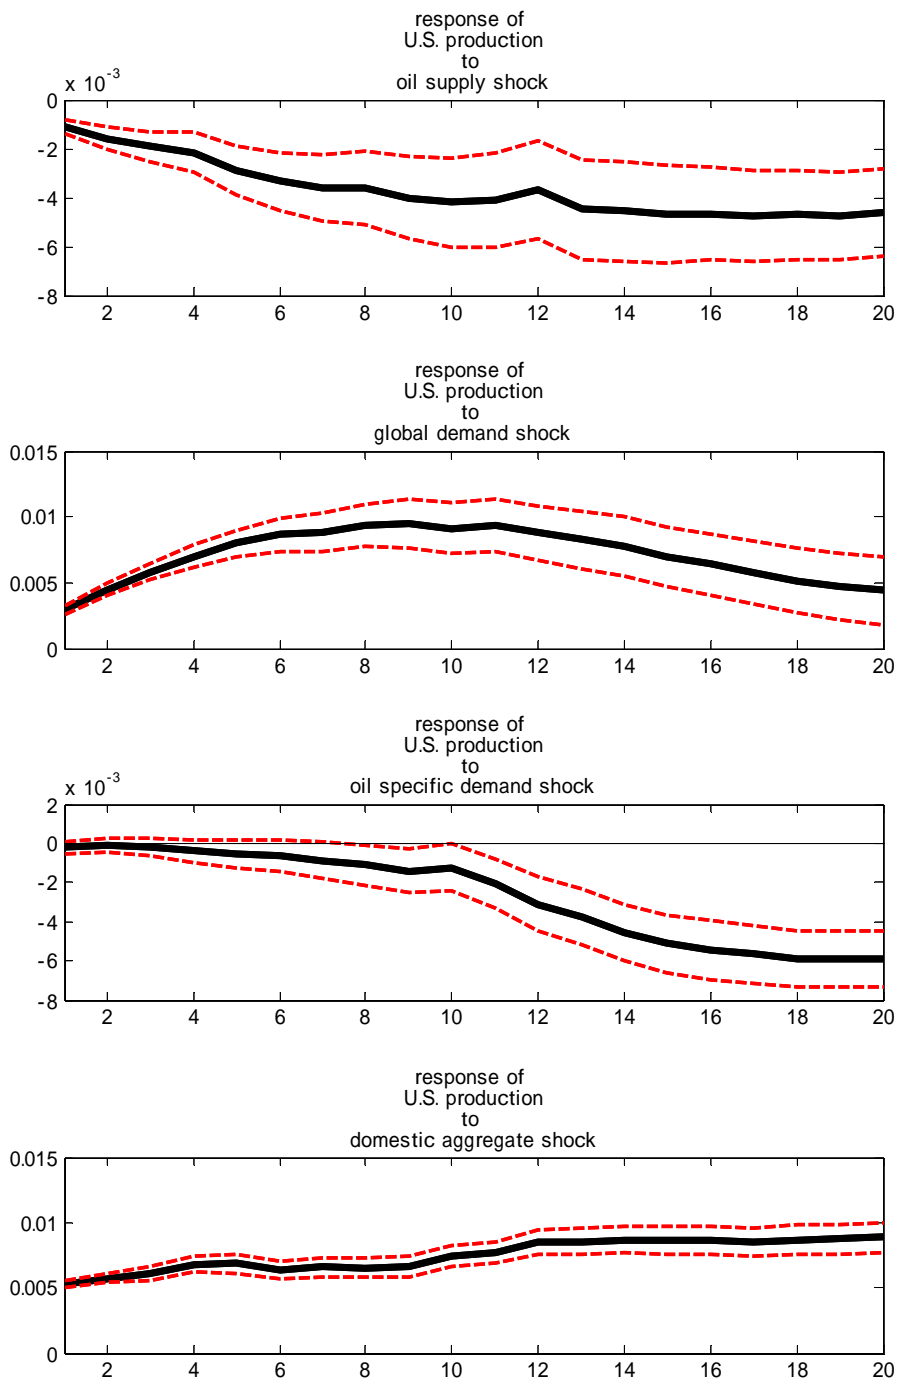 response of
U.S. production
to
oil supply shock
x 10-3
0
-2
-4
-6
-8
2 4 6 8 10 12 14 16 18 20
response of
U.S. production
to
global demand shock
0.015
0.01
0.005
0
2 4 6 8 10 12 14 16 18 20
response of
U.S. production
to
oil specific demand shock
x 10-3
2
0
-2
-4
-6
-8
2 4 6 8 10 12 14 16 18 20
response of
U.S. production
to
domestic aggregate shock
0.015
0.01
0.005
0
2 4 6 8 10 12 14 16 18 20